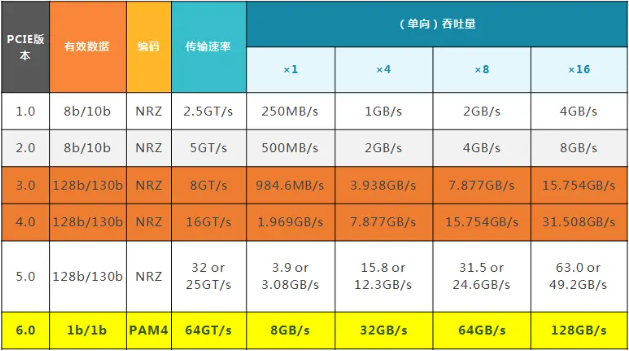 PCIE版本 有效数据 编码 传输速率 （单向）吞吐量
×1 ×4 ×8 ×16
1.0 8b/10b NRZ 2.5GT/s 250MB/s 1GB/s 2GB/s 4GB/s
2.0 8b/10b NRZ 5GT/s 500MB/s 2GB/s 4GB/s 8GB/s
3.0 128b/130b NRZ 8GT/s 984.6MB/s 3.938GB/s 7.877GB/s 15.754GB/s
4.0 128b/130b NRZ 16GT/s 1.969GB/s 7.877GB/s 15.754GB/s 31.508GB/s
5.0 128b/130b NRZ 32 or 25GT/s 3.9 or 3.08GB/s 15.8 or 12.3GB/s 31.5 or 24.6GB/s 63.0 or 49.2GB/s
6.0 1b/1b PAM4 64GT/s 8GB/s 32GB/s 64GB/s 128GB/s